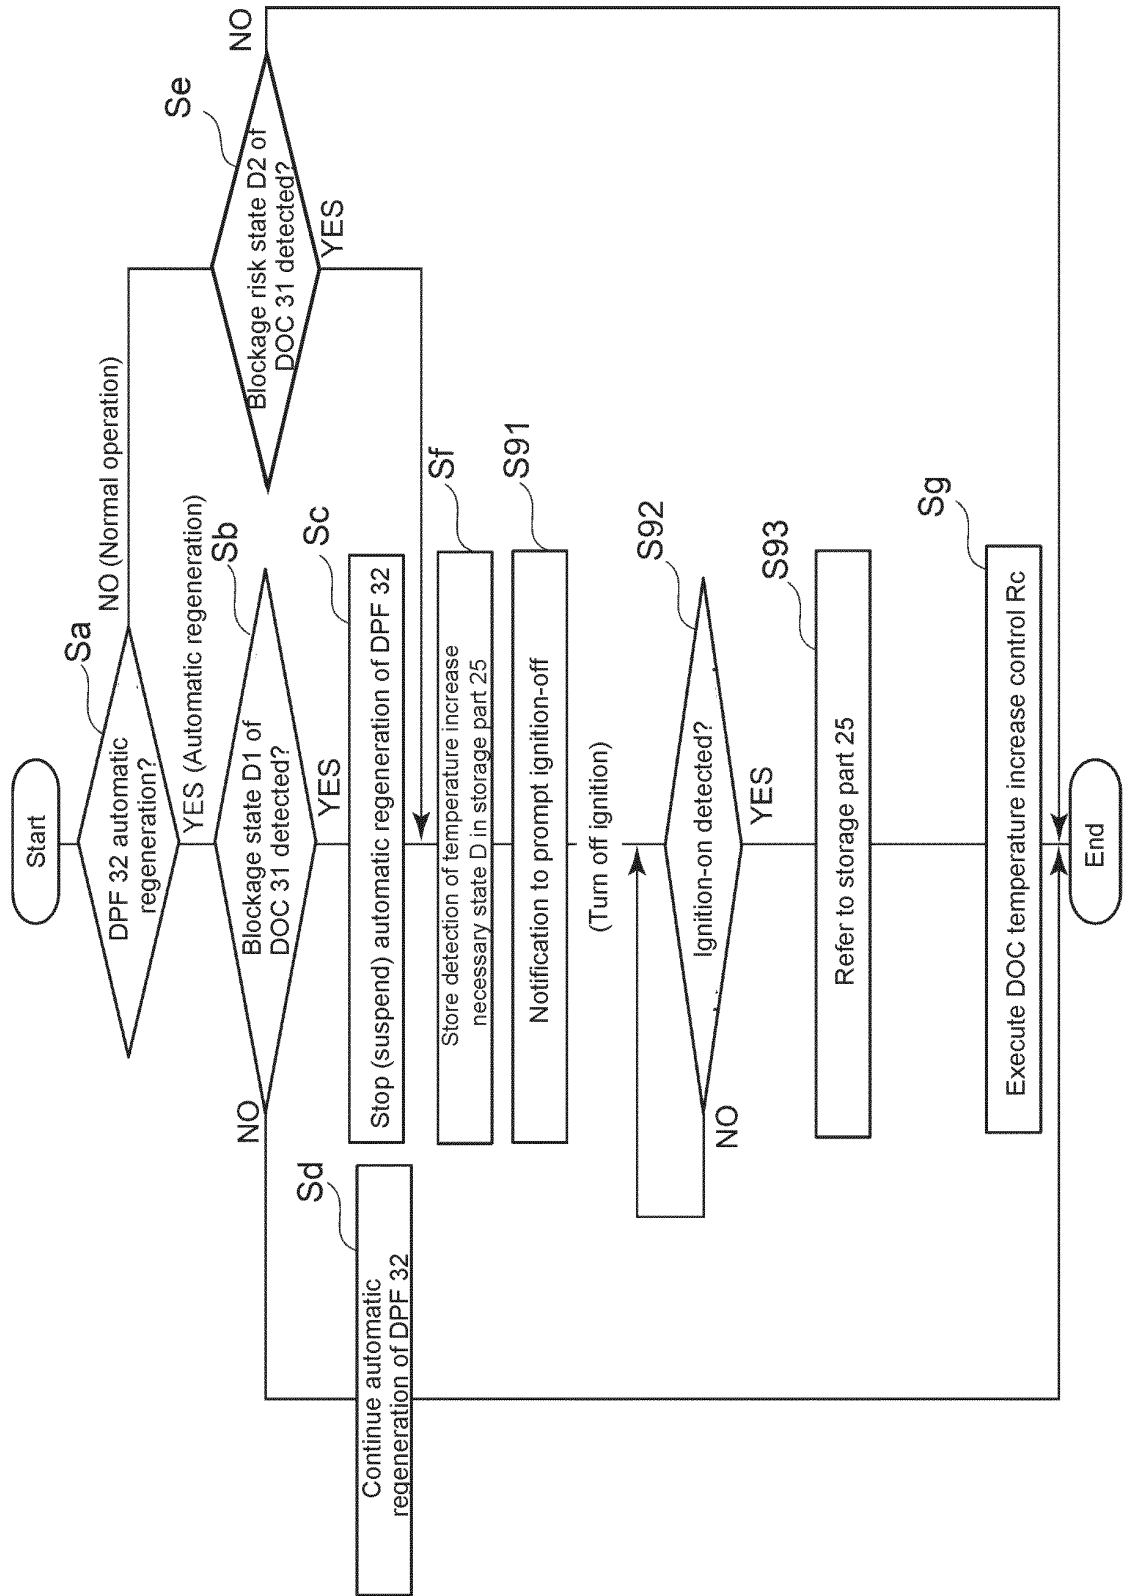 Start
Sa
DPF 32 automatic
regeneration?
NO (Normal operation)
YES (Automatic regeneration)
Se
Blockage risk state D2 of
DOC 31 detected?
NO
YES
Sb
Blockage state D1 of
DOC 31 detected?
NO
YES
Sc
Stop (suspend) automatic regeneration of DPF 32
Sd
Continue automatic
regeneration of DPF 32
Sf
Store detection of temperature increase
necessary state D in storage part 25
S91
Notification to prompt ignition-off
(Turn off ignition)
S92
Ignition-on detected?
NO
YES
S93
Refer to storage part 25
Sg
Execute DOC temperature increase control Rc
End